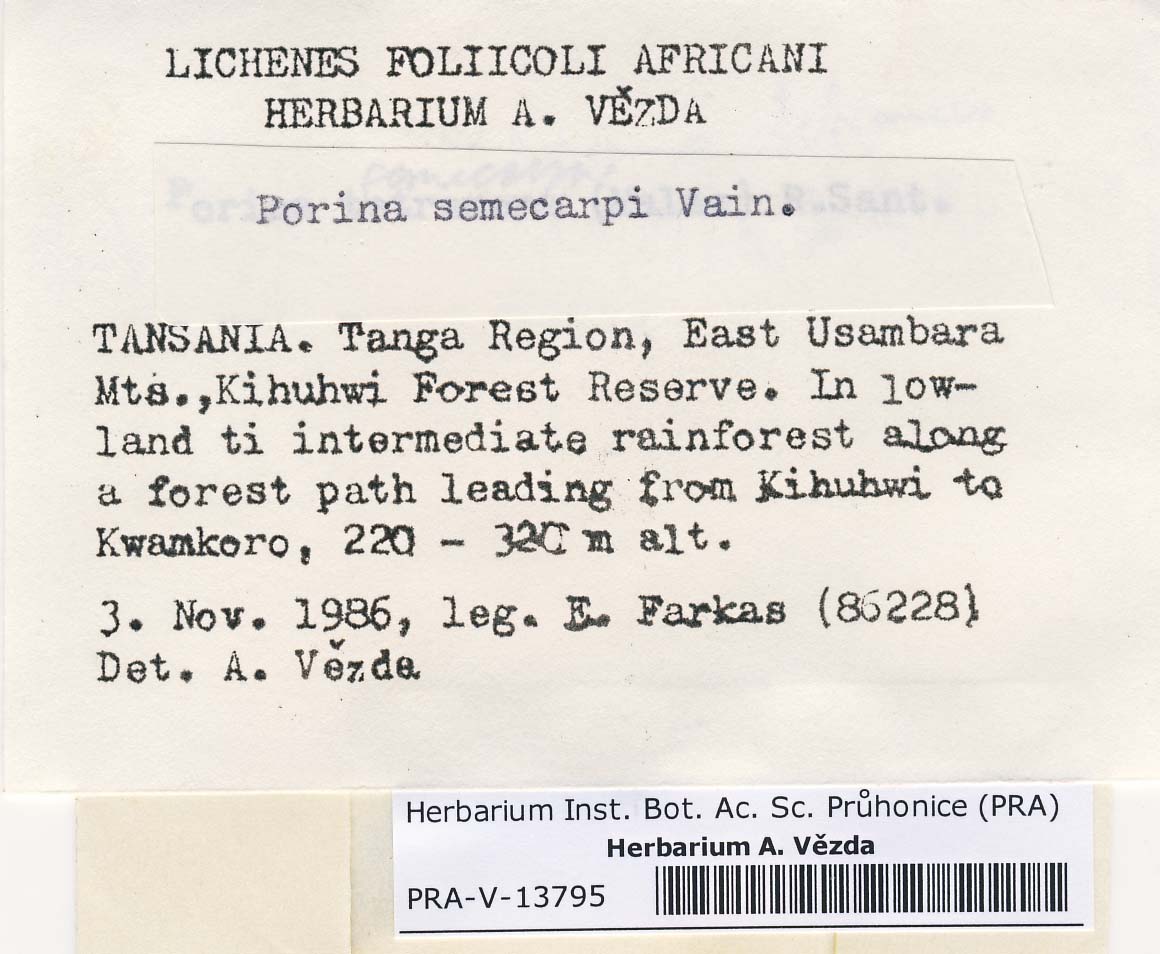 LICHENES FOLIICOLI AFRICANI
HERBARIUM A. VĚZDA
Porina semecarpi Vain.
TANSANIA. Tanga Region, East Usambara
Mts.,Kihuhwi Forest Reserve. In low-
land ti intermediate rainforest along
a forest path leading from Kihuhwi to
Kwamkoro, 220 - 320 m alt.
3. Nov. 1986, leg. E. Farkas (86228)
Det. A. Vězda
Herbarium Inst. Bot. Ac. Sc. Průhonice (PRA)
Herbarium A. Vězda
PRA-V-13795